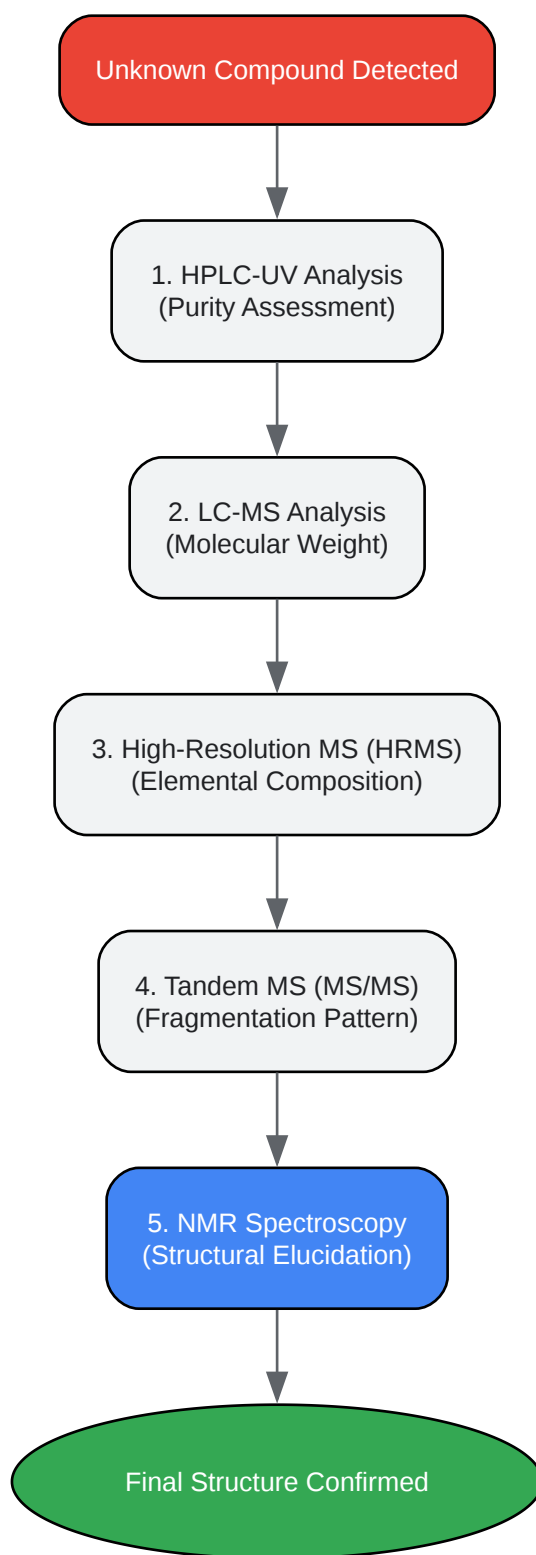 Unknown Compound Detected
1. HPLC-UV Analysis
(Purity Assessment)
2. LC-MS Analysis
(Molecular Weight)
3. High-Resolution MS (HRMS)
(Elemental Composition)
4. Tandem MS (MS/MS)
(Fragmentation Pattern)
5. NMR Spectroscopy
(Structural Elucidation)
Final Structure Confirmed